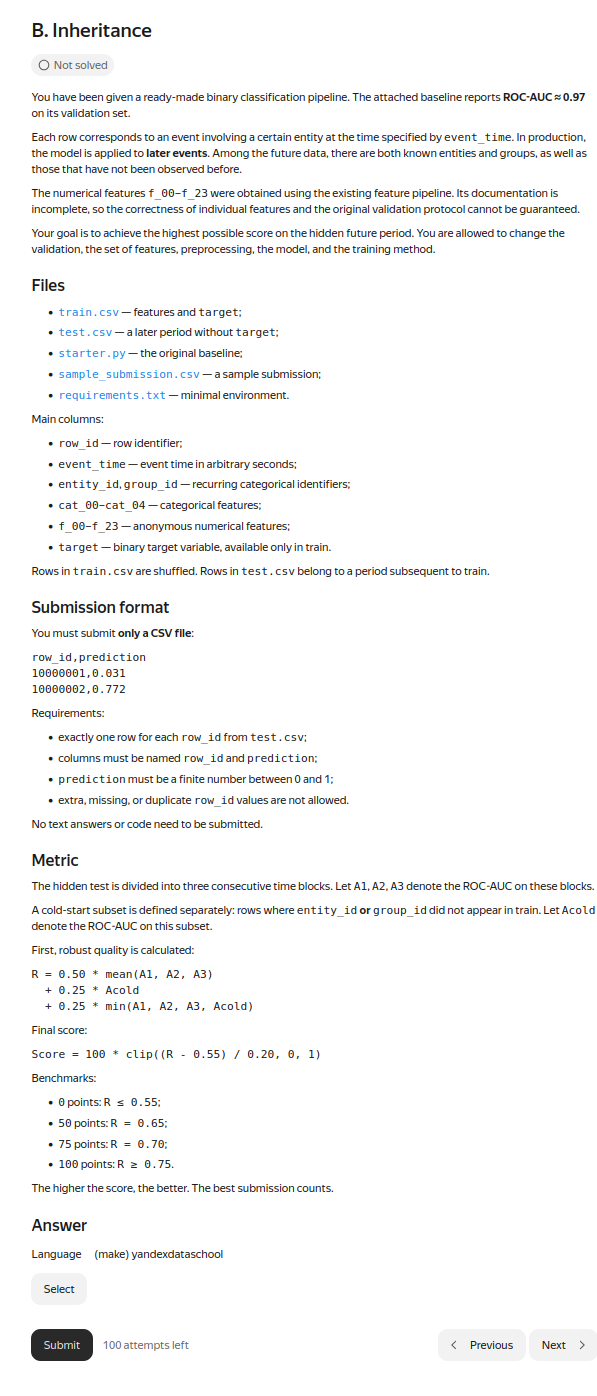 B. Inheritance
Not solved
You have been given a ready-made binary classification pipeline. The attached baseline reports ROC-AUC ≈ 0.97
on its validation set.
Each row corresponds to an event involving a certain entity at the time specified by event_time. In production,
the model is applied to later events. Among the future data, there are both known entities and groups, as well as
those that have not been observed before.
The numerical features f_00–f_23 were obtained using the existing feature pipeline. Its documentation is
incomplete, so the correctness of individual features and the original validation protocol cannot be guaranteed.
Your goal is to achieve the highest possible score on the hidden future period. You are allowed to change the
validation, the set of features, preprocessing, the model, and the training method.
Files
• train.csv — features and target;
• test.csv — a later period without target;
• starter.py — the original baseline;
• sample_submission.csv — a sample submission;
• requirements.txt — minimal environment.
Main columns:
• row_id — row identifier;
• event_time — event time in arbitrary seconds;
• entity_id, group_id — recurring categorical identifiers;
• cat_00–cat_04 — categorical features;
• f_00–f_23 — anonymous numerical features;
• target — binary target variable, available only in train.
Rows in train.csv are shuffled. Rows in test.csv belong to a period subsequent to train.
Submission format
You must submit only a CSV file:
row_id,prediction
10000001,0.031
10000002,0.772
Requirements:
• exactly one row for each row_id from test.csv;
• columns must be named row_id and prediction;
• prediction must be a finite number between 0 and 1;
• extra, missing, or duplicate row_id values are not allowed.
No text answers or code need to be submitted.
Metric
The hidden test is divided into three consecutive time blocks. Let A1, A2, A3 denote the ROC-AUC on these blocks.
A cold-start subset is defined separately: rows where entity_id or group_id did not appear in train. Let Acold
denote the ROC-AUC on this subset.
First, robust quality is calculated:
R = 0.50 * mean(A1, A2, A3)
+ 0.25 * Acold
+ 0.25 * min(A1, A2, A3, Acold)
Final score:
Score = 100 * clip((R - 0.55) / 0.20, 0, 1)
Benchmarks:
• 0 points: R ≤ 0.55;
• 50 points: R = 0.65;
• 75 points: R = 0.70;
• 100 points: R ≥ 0.75.
The higher the score, the better. The best submission counts.
Answer
Language (make) yandexdataschool
Select
Submit 100 attempts left Previous Next